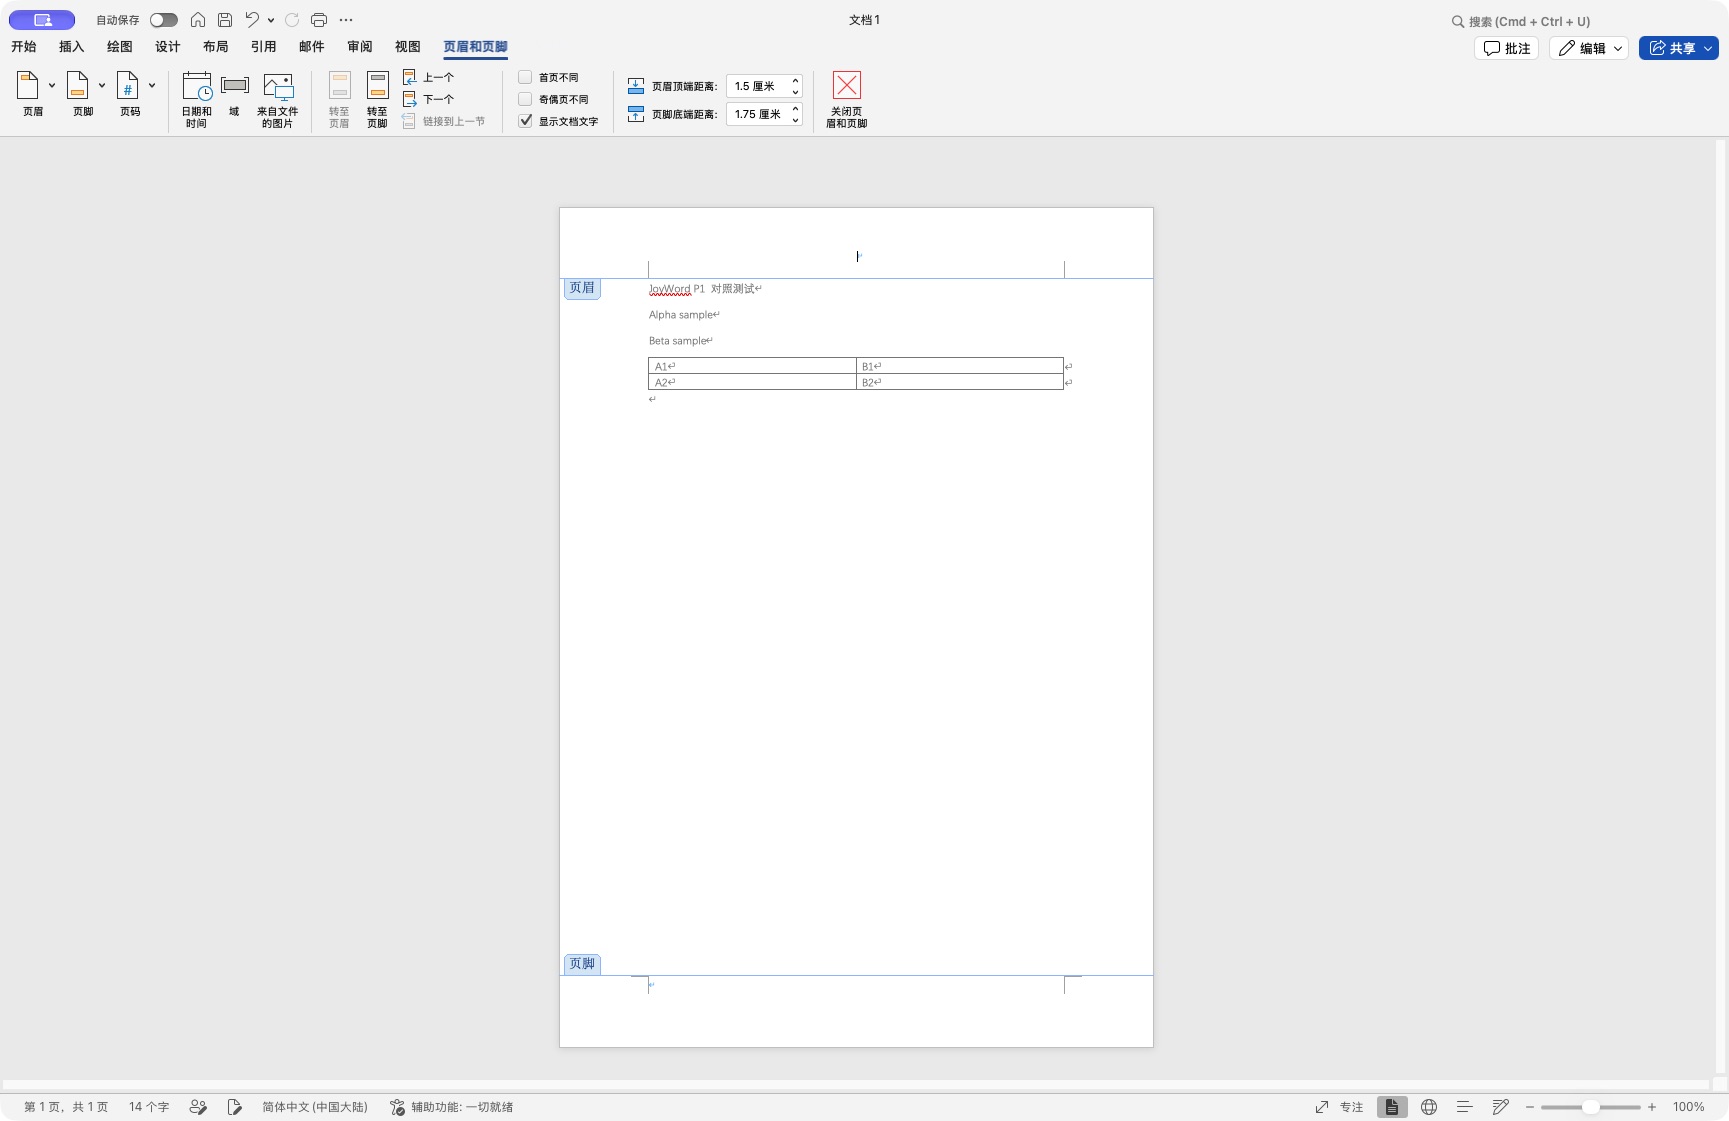 自动保存
文档1
搜索 (Cmd + Ctrl + U)
开始 插入 绘图 设计 布局 引用 邮件 审阅 视图 页眉和页脚
批注 编辑 共享
页眉
页脚
#
页码
日期和
时间
域
来自文件
的图片
转至
页眉
转至
页脚
上一个
下一个
链接到上一节
首页不同
奇偶页不同
显示文档文字
页眉顶端距离: 1.5 厘米
页脚底端距离: 1.75 厘米
关闭页
眉和页脚
页眉
JoyWord P1 对照测试
Alpha sample
Beta sample
A1 B1
A2 B2
页脚
第 1 页, 共 1 页 14 个字 简体中文 (中国大陆) 辅助功能: 一切就绪 专注 100%